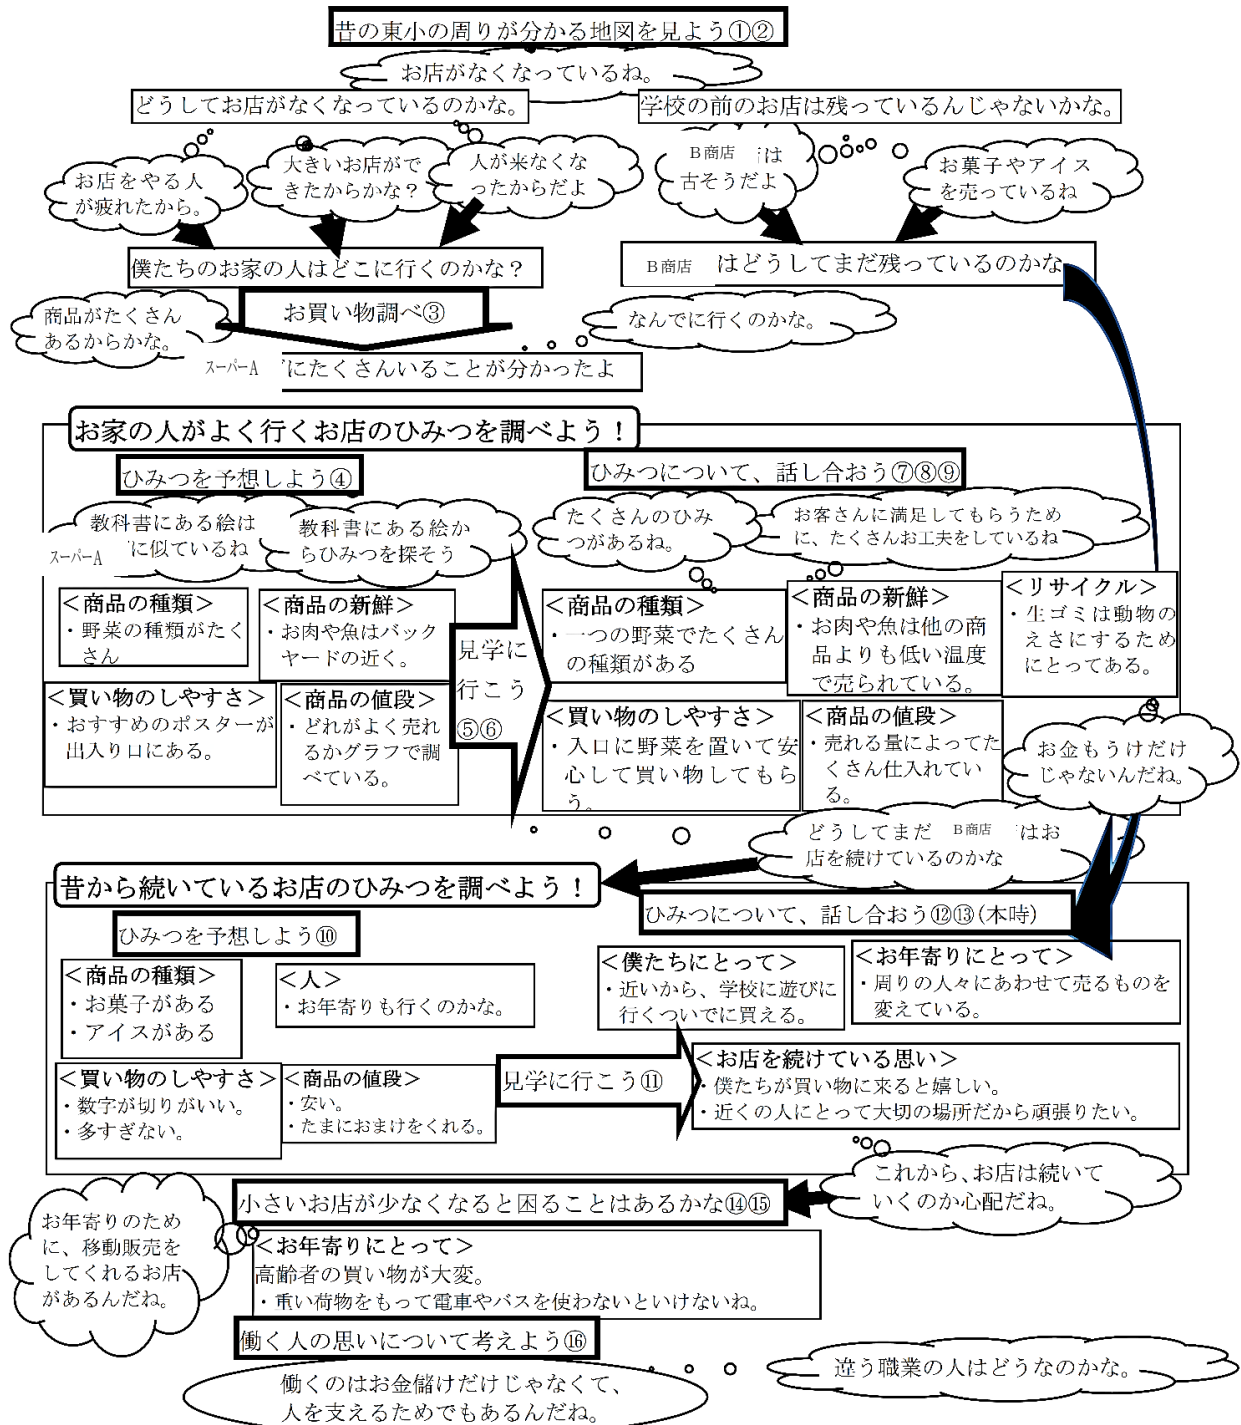 昔の東小の周りが分かる地図を見よう①②
お店がなくなっているね。
どうしてお店がなくなっているのかな。
学校の前のお店は残っているんじゃないかな。
お店をやる人
が疲れたから。
大きいお店がで
きたからかな？
人が来なくな
ったからだよ
B商店 は
古そうだよ
お菓子やアイス
を売っているね
僕たちのお家の人はどこに行くのかな？
B商店 はどうしてまだ残っているのかな
お買い物調べ③
商品がたくさん
あるからかな。
なんでに行くのかな。
スーパーA にたくさんいることが分かったよ
お家の人がよく行くお店のひみつを調べよう！
ひみつを予想しよう④
教科書にある絵は
スーパーA に似ているね
教科書にある絵か
らひみつを探そう
＜商品の種類＞
・野菜の種類がたく
さん
＜商品の新鮮＞
・お肉や魚はバック
ヤードの近く。
＜買い物のしやすさ＞
・おすすめのポスターが
出入り口にある。
＜商品の値段＞
・どれがよく売れ
るかグラフで調
べている。
見学に
行こう
⑤⑥
ひみつについて、話し合おう⑦⑧⑨
たくさんのひみ
つがあるね。
お客さんに満足してもらうため
に、たくさんお工夫をしているね
＜商品の種類＞
・一つの野菜でたくさん
の種類がある
＜商品の新鮮＞
・お肉や魚は他の商
品よりも低い温度
で売られている。
＜リサイクル＞
・生ゴミは動物の
えさにするため
にとってある。
＜買い物のしやすさ＞
・入口に野菜を置いて安
心して買い物してもら
う。
＜商品の値段＞
・売れる量によってた
くさん仕入れてい
る。
お金もうけだけ
じゃないんだね。
どうしてまだ B商店 はお
店を続けているのかな
昔から続いているお店のひみつを調べよう！
ひみつを予想しよう⑩
＜商品の種類＞
・お菓子がある
・アイスがある
＜人＞
・お年寄りも行くのかな。
＜買い物のしやすさ＞
・数字が切りがいい。
・多すぎない。
＜商品の値段＞
・安い。
・たまにおまけをくれる。
見学に行こう⑪
ひみつについて、話し合おう⑫⑬(本時)
＜僕たちにとって＞
・近いから、学校に遊びに
行くついでに買える。
＜お年寄りにとって＞
・周りの人々にあわせて売るものを
変えている。
＜お店を続けている思い＞
・僕たちが買い物に来ると嬉しい。
・近くの人にとって大切の場所だから頑張りたい。
これから、お店は続いて
いくのか心配だね。
小さいお店が少なくなると困ることはあるかな⑭⑮
お年寄りのため
に、移動販売を
してくれるお店
があるんだね。
＜お年寄りにとって＞
高齢者の買い物が大変。
・重い荷物をもって電車やバスを使わないといけないね。
働く人の思いについて考えよう⑯
働くのはお金儲けだけじゃなくて、
人を支えるためでもあるんだね。
違う職業の人はどうなのかな。